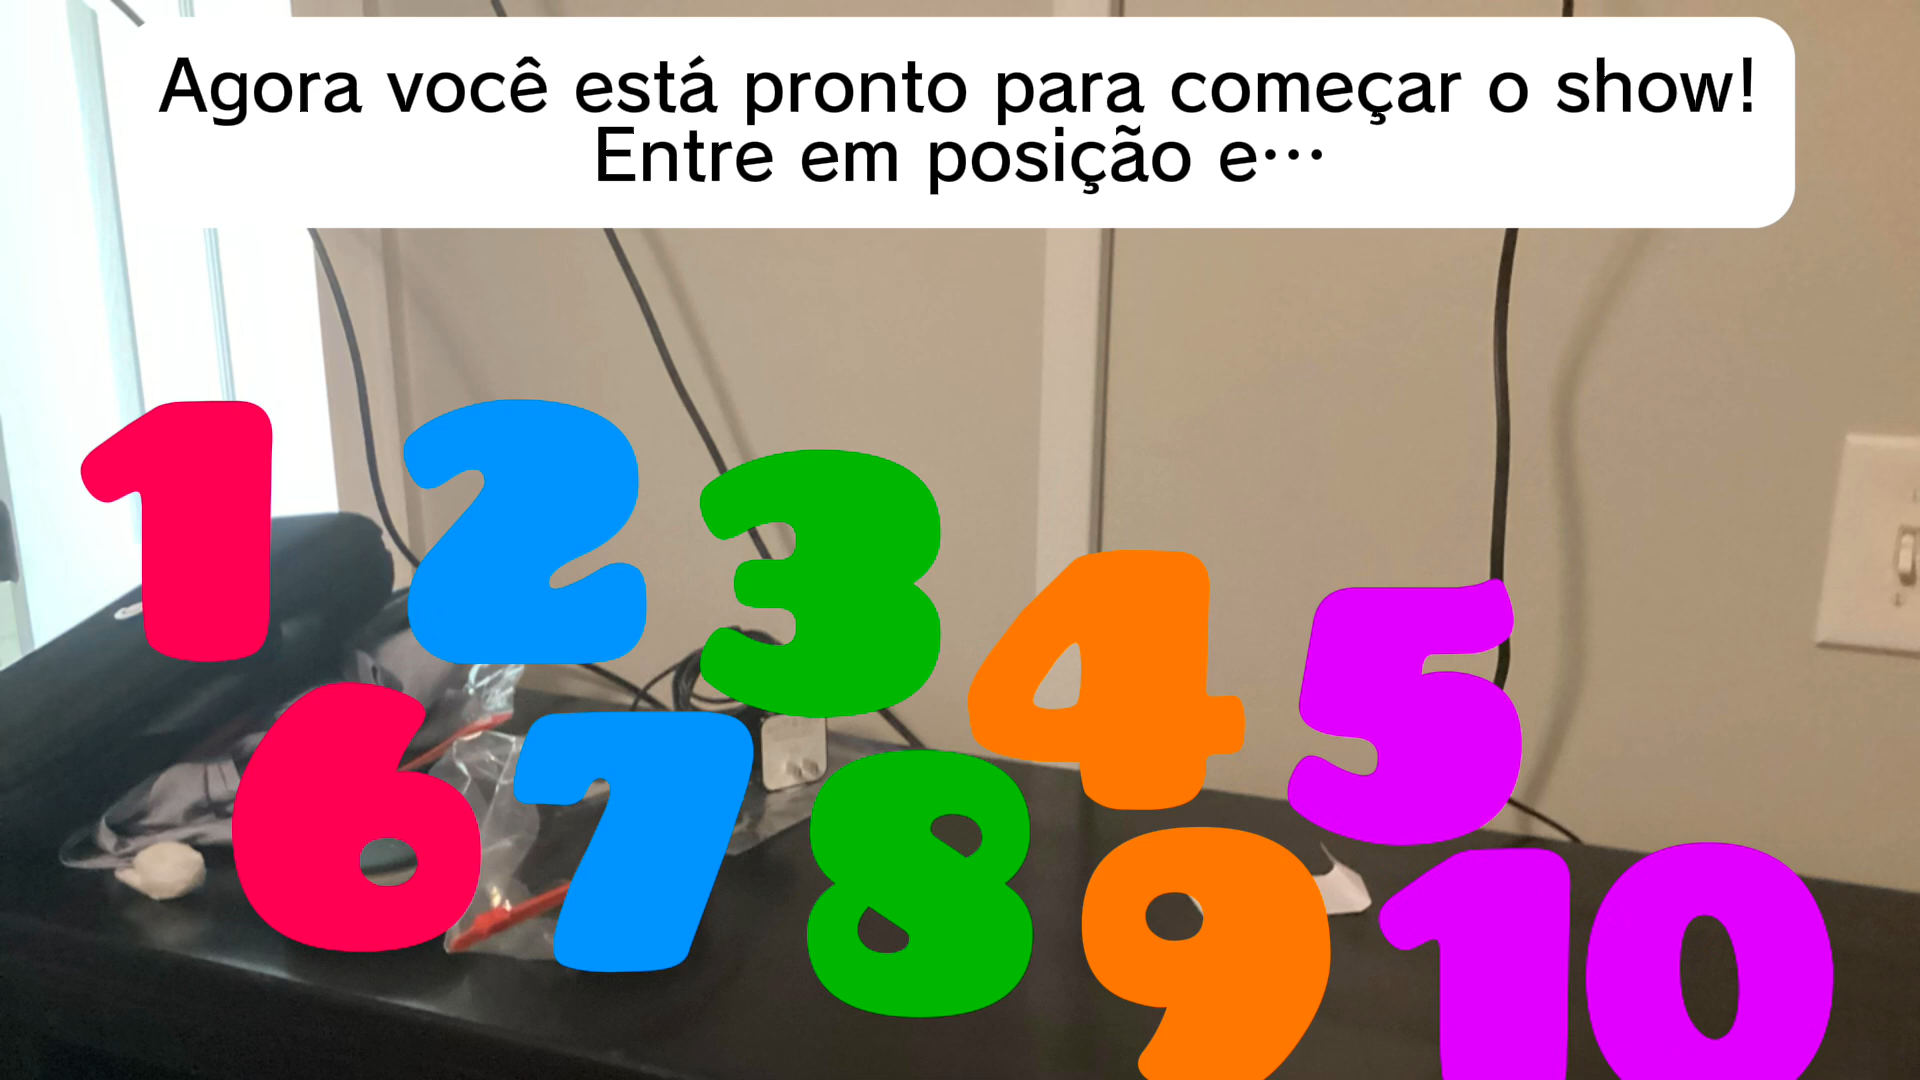 Agora você está pronto para começar o show!
Entre em posição e…
1 2 3 4 5
6 7 8 9 10